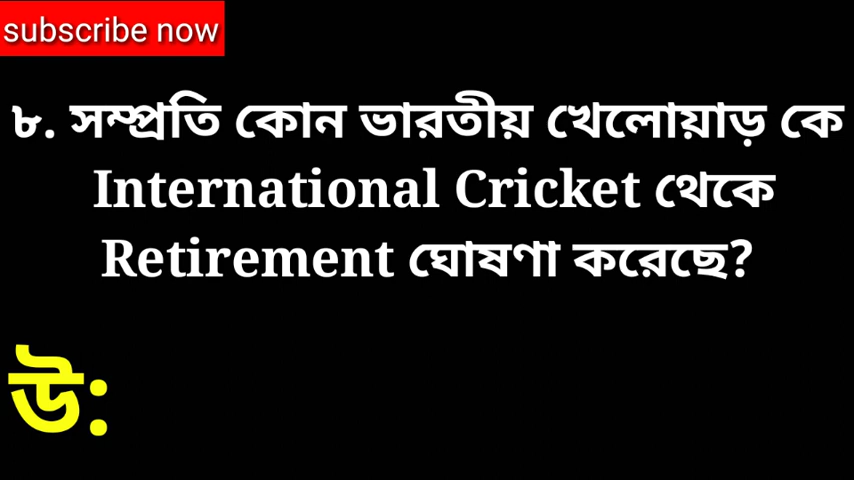 subscribe now
৮. সম্প্রতি কোন ভারতীয় খেলোয়াড় কে
International Cricket থেকে
Retirement ঘোষণা করেছে?
উ: